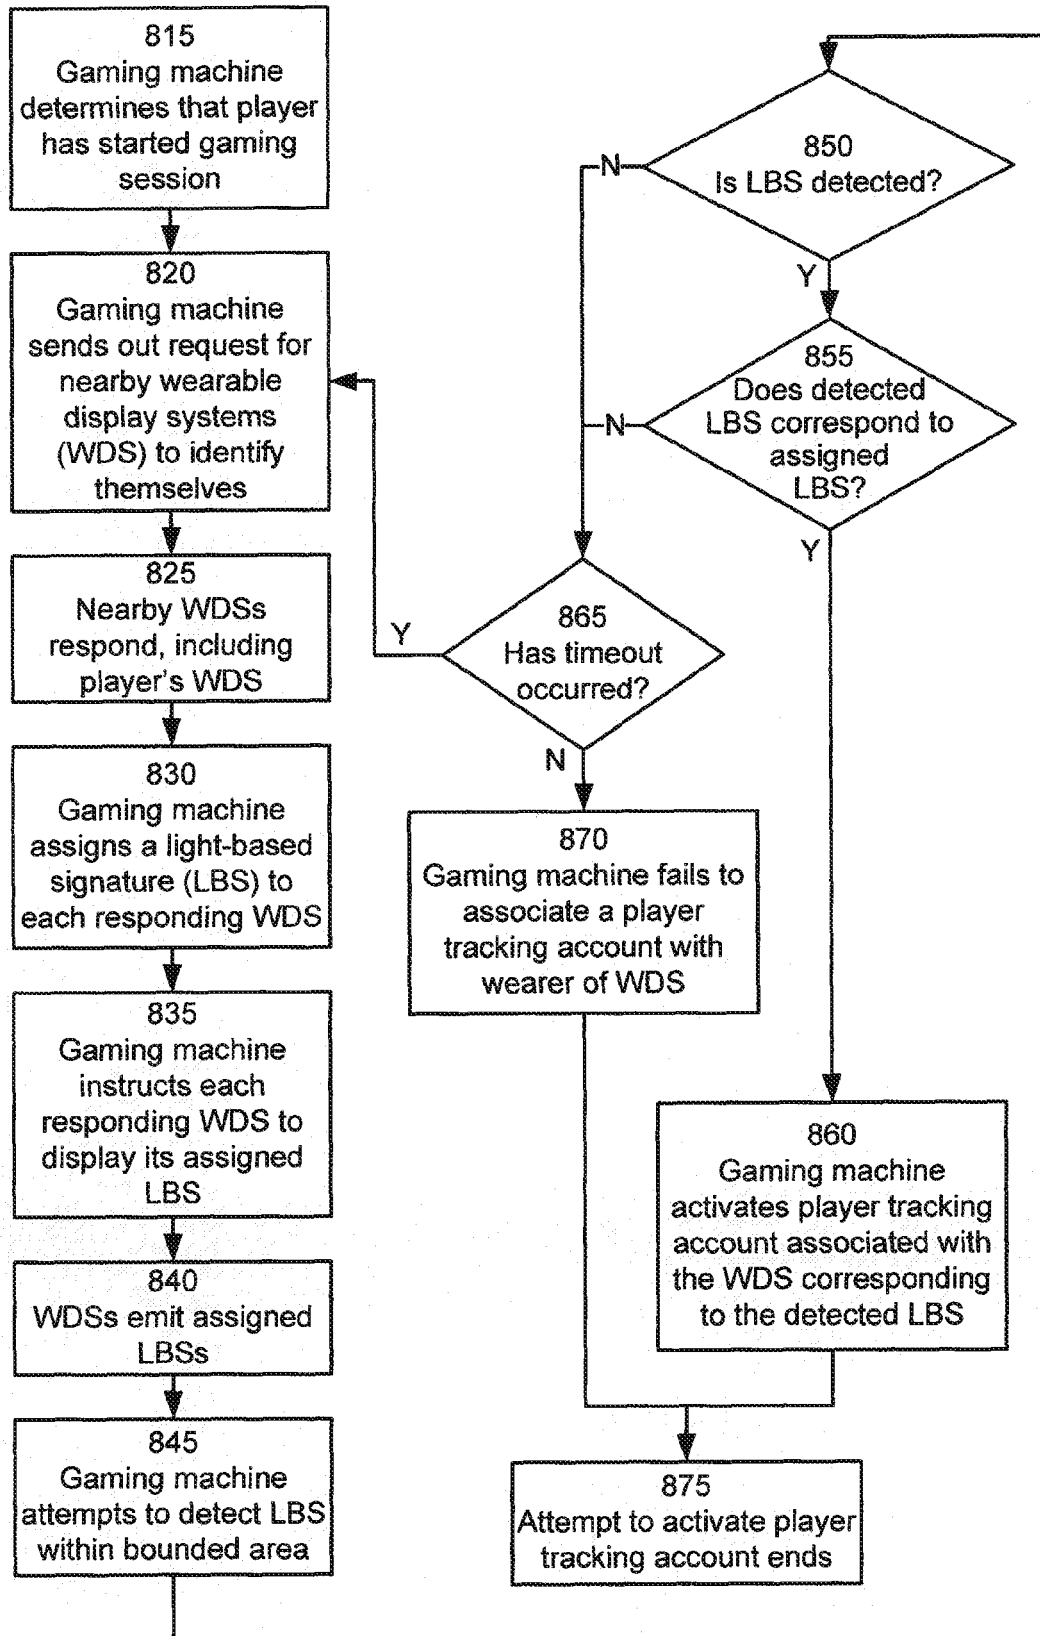 815
Gaming machine
determines that player
has started gaming
session
820
Gaming machine
sends out request for
nearby wearable
display systems
(WDS) to identify
themselves
825
Nearby WDSs
respond, including
player's WDS
830
Gaming machine
assigns a light-based
signature (LBS) to
each responding WDS
835
Gaming machine
instructs each
responding WDS to
display its assigned
LBS
840
WDSs emit assigned
LBSs
845
Gaming machine
attempts to detect LBS
within bounded area
850
Is LBS detected?
N
Y
855
Does detected
LBS correspond to
assigned
LBS?
N
Y
865
Has timeout
occurred?
Y
N
870
Gaming machine fails to
associate a player
tracking account with
wearer of WDS
860
Gaming machine
activates player tracking
account associated with
the WDS corresponding
to the detected LBS
875
Attempt to activate player
tracking account ends